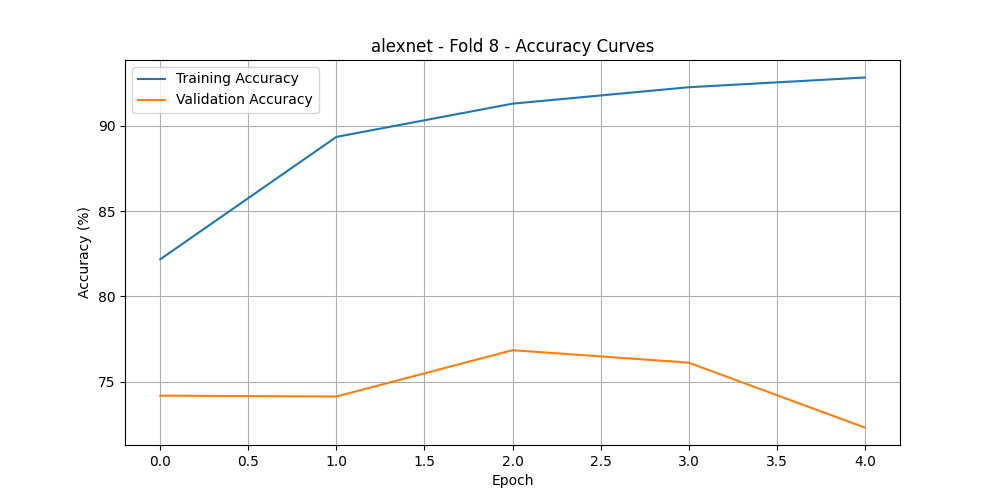 alexnet - Fold 8 - Accuracy Curves
Training Accuracy
Validation Accuracy
Accuracy (%)
90
85
80
75
0.0 0.5 1.0 1.5 2.0 2.5 3.0 3.5 4.0
Epoch